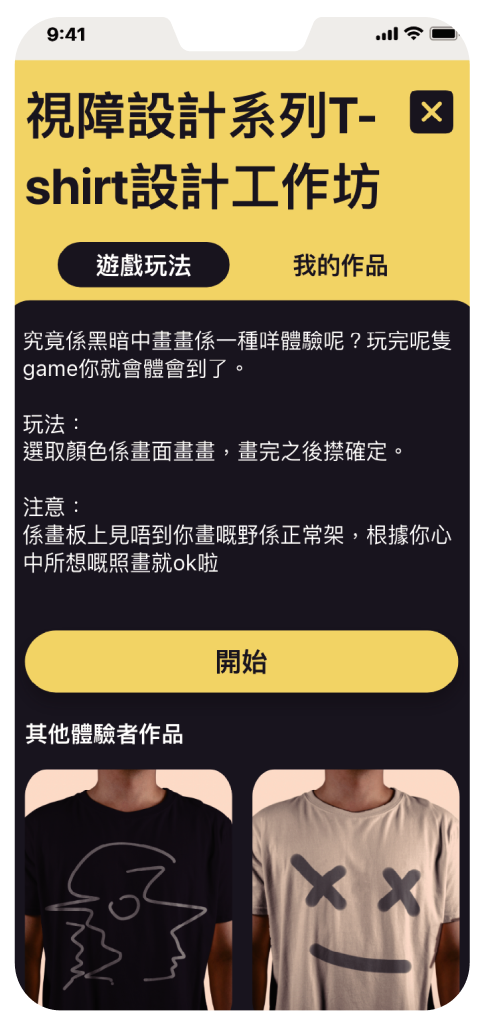 9:41
視障設計系列T-
shirt設計工作坊
遊戲玩法
我的作品
究竟係黑暗中畫畫係一種咩體驗呢？玩完呢隻
game你就會體會到了。
玩法：
選取顏色係畫面畫畫，畫完之後㩒確定。
注意：
係畫板上見唔到你畫嘅野係正常架，根據你心
中所想嘅照畫就ok啦
開始
其他體驗者作品